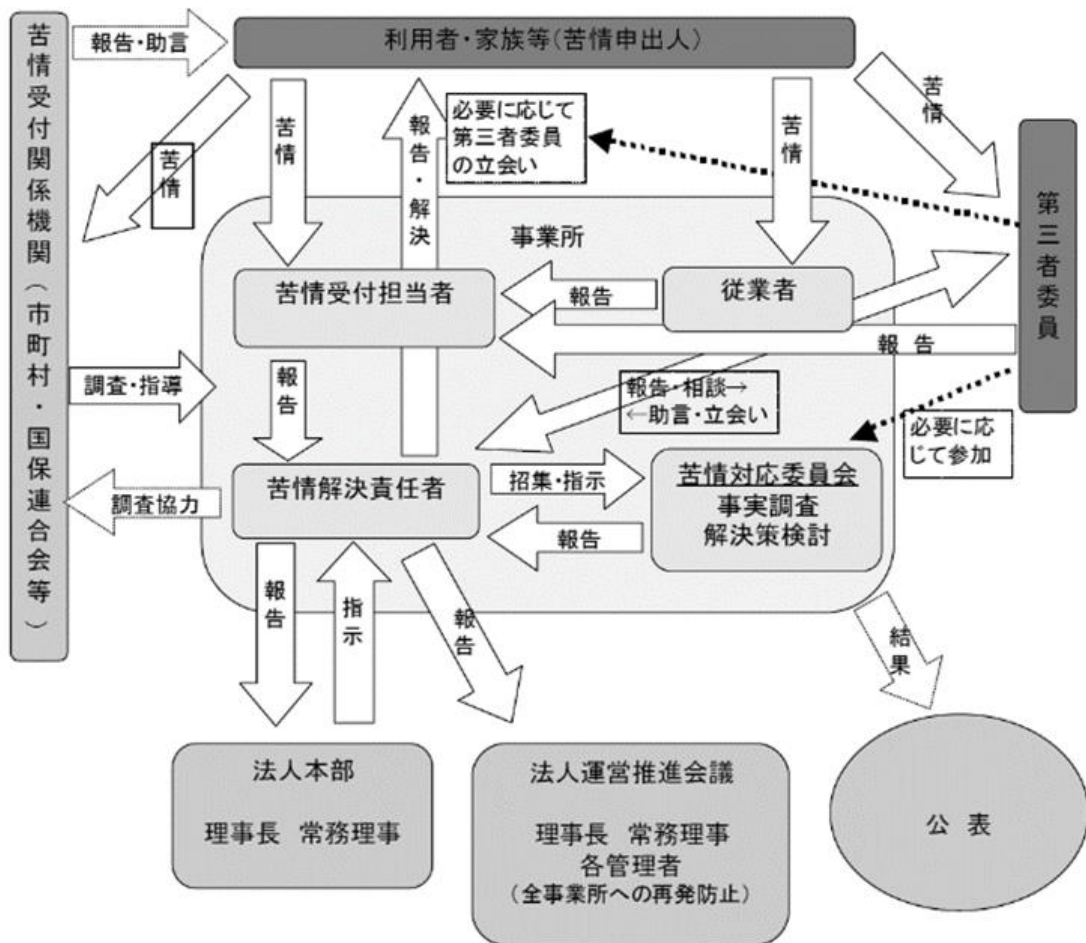 利用者・家族等(苦情申出人)
報告・助言
苦情受付関係機関(市町村・国保連合会等)
苦情
苦情
報告・解決
必要に応じて
第三者委員
の立会い
苦情
苦情
第三者委員
事業所
苦情受付担当者
報告
従業者
報告
調査・指導
報告
報告・相談→
←助言・立会い
必要に応
じて参加
苦情解決責任者
招集・指示
苦情対応委員会
事実調査
解決策検討
調査協力
報告
報告
指示
報告
結果
法人本部
理事長 常務理事
法人運営推進会議
理事長 常務理事
各管理者
(全事業所への再発防止)
公 表